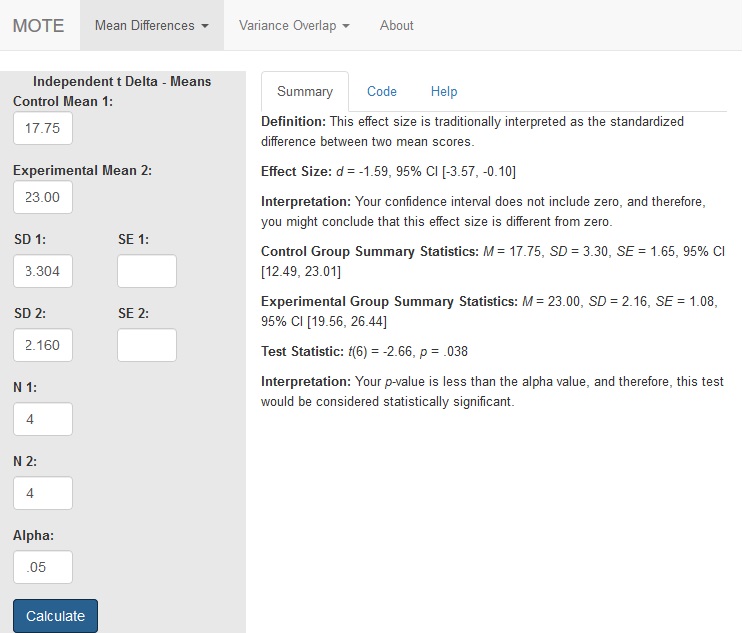 MOTE Mean Differences Variance Overlap About
Independent t Delta - Means
Control Mean 1:
17.75
Experimental Mean 2:
23.00
SD 1: SE 1:
3.304
SD 2: SE 2:
2.160
N 1:
4
N 2:
4
Alpha:
.05
Calculate
Summary Code Help
Definition: This effect size is traditionally interpreted as the standardized
difference between two mean scores.
Effect Size: d = -1.59, 95% CI [-3.57, -0.10]
Interpretation: Your confidence interval does not include zero, and therefore,
you might conclude that this effect size is different from zero.
Control Group Summary Statistics: M = 17.75, SD = 3.30, SE = 1.65, 95% CI
[12.49, 23.01]
Experimental Group Summary Statistics: M = 23.00, SD = 2.16, SE = 1.08,
95% CI [19.56, 26.44]
Test Statistic: t(6) = -2.66, p = .038
Interpretation: Your p-value is less than the alpha value, and therefore, this test
would be considered statistically significant.